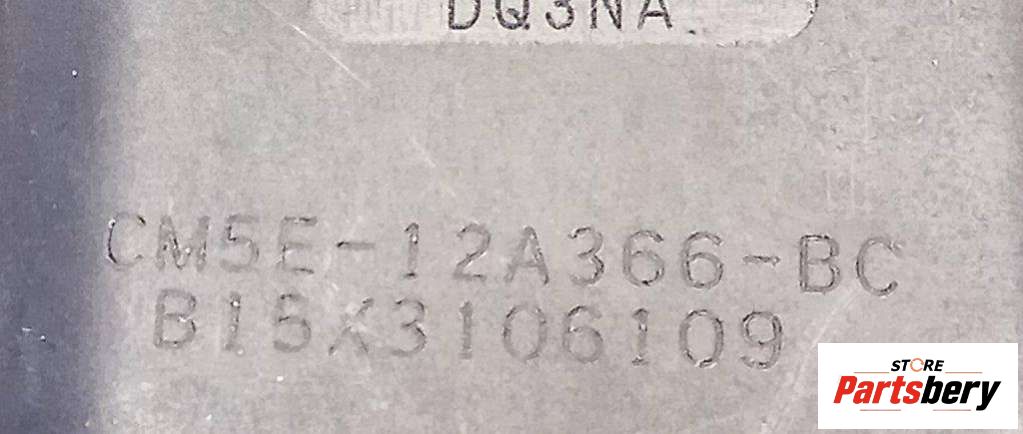 DQ3NA
CM5E-12A366-BC
B15X3106109
STORE
Partsbery